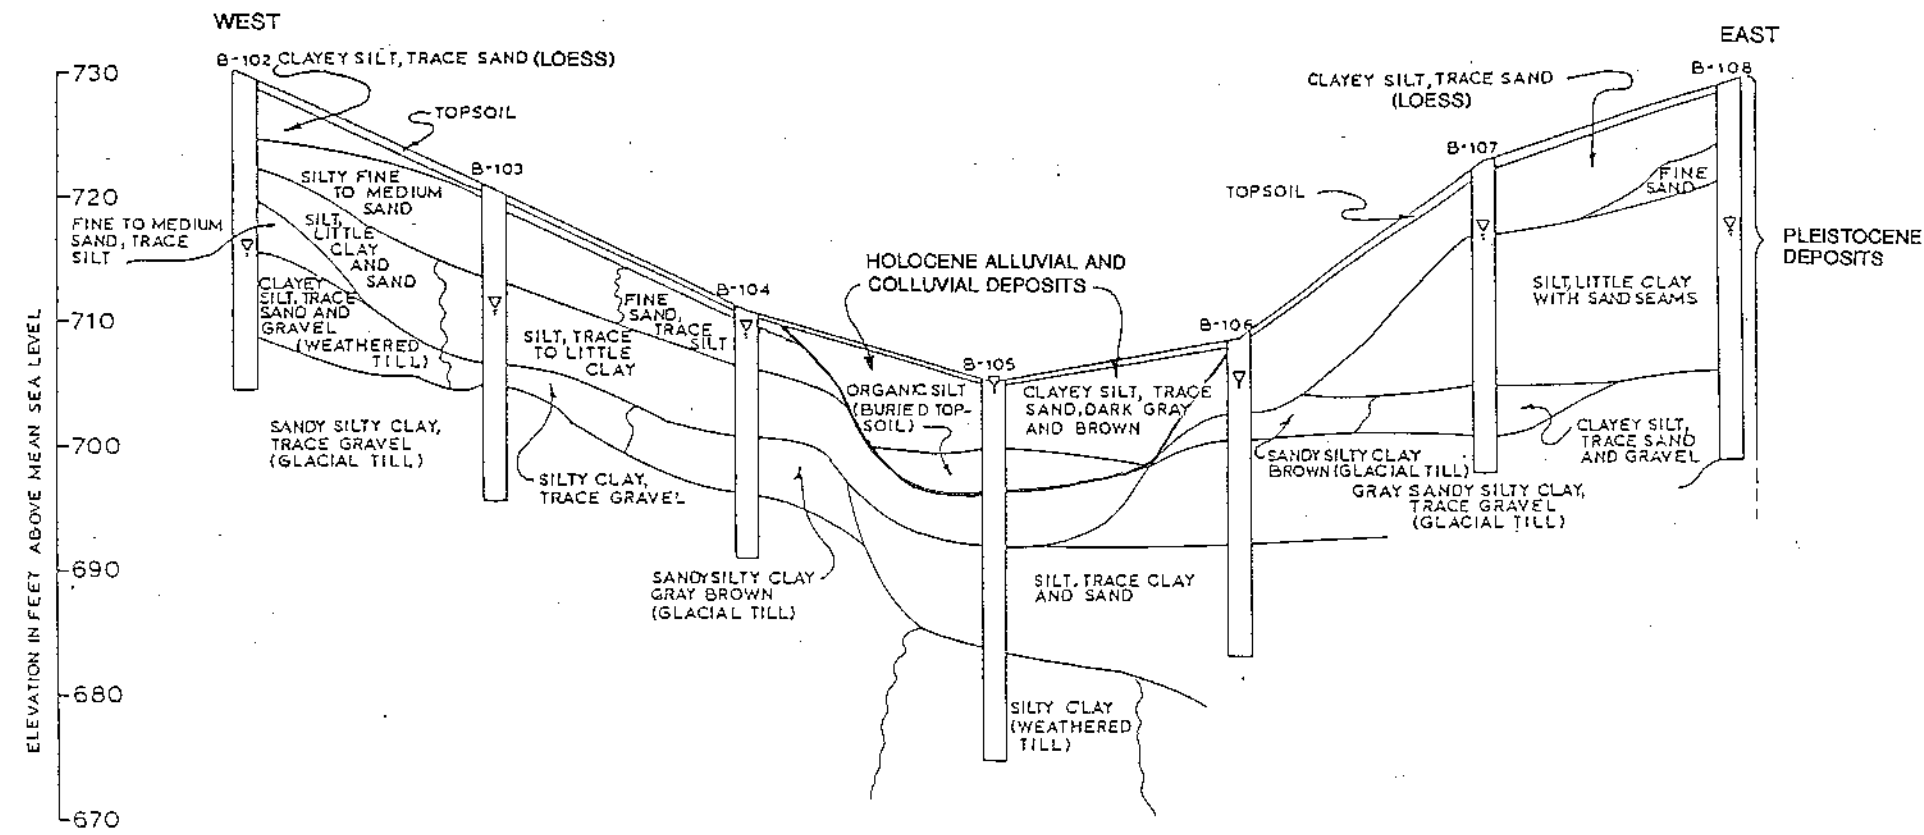 WEST
EAST
B-102 CLAYEY SILT, TRACE SAND (LOESS)
730
TOPSOIL
B-103
SILTY FINE
TO MEDIUM
SAND
720
FINE TO MEDIUM
SAND, TRACE
SILT
SILT,
LITTLE
CLAY
AND
SAND
CLAYEY
SILT, TRACE
SAND AND
GRAVEL
(WEATHERED
TILL)
710
SANDY SILTY CLAY,
TRACE GRAVEL
(GLACIAL TILL)
700
690
680
670
ELEVATION IN FEET ABOVE MEAN SEA LEVEL
B-104
FINE
SAND,
TRACE
SILT
SILT, TRACE
TO LITTLE
CLAY
SILTY CLAY,
TRACE GRAVEL
SANDY SILTY CLAY
GRAY BROWN
(GLACIAL TILL)
HOLOCENE ALLUVIAL AND
COLLUVIAL DEPOSITS
B-105
ORGANIC SILT
(BURIED TOP-
SOIL)
CLAYEY SILT, TRACE
SAND, DARK GRAY
AND BROWN
SILT, TRACE CLAY
AND SAND
SILTY CLAY
(WEATHERED
TILL)
B-106
TOPSOIL
B-107
CLAYEY SILT, TRACE SAND
(LOESS)
B-108
FINE
SAND
PLEISTOCENE
DEPOSITS
SILT, LITTLE CLAY
WITH SAND SEAMS
SANDY SILTY CLAY
BROWN (GLACIAL TILL)
CLAYEY SILT,
TRACE SAND
AND GRAVEL
GRAY SANDY SILTY CLAY,
TRACE GRAVEL
(GLACIAL TILL)